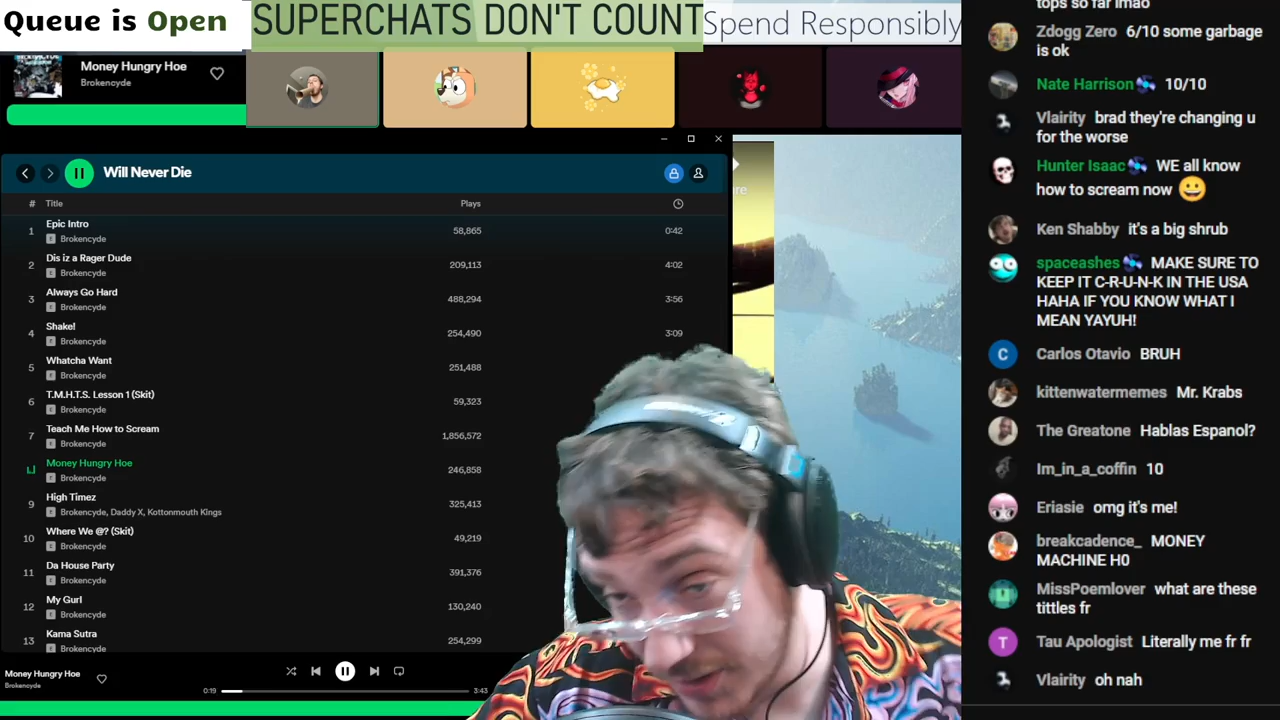 Queue is Open
SUPERCHATS DON'T COUNT
Spend Responsibly
Money Hungry Hoe
Brokencyde
Will Never Die
# Title Plays
1 Epic Intro 58,865 0:42
E Brokencyde
2 Dis iz a Rager Dude 209,113 4:02
E Brokencyde
3 Always Go Hard 488,294 3:56
E Brokencyde
4 Shake! 254,490 3:09
E Brokencyde
5 Whatcha Want 251,488
E Brokencyde
6 T.M.H.T.S. Lesson 1 (Skit) 59,323
E Brokencyde
7 Teach Me How to Scream 1,856,572
E Brokencyde
Money Hungry Hoe 246,858
E Brokencyde
9 High Timez 325,413
E Brokencyde, Daddy X, Kottonmouth Kings
10 Where We @? (Skit) 49,219
E Brokencyde
11 Da House Party 391,376
E Brokencyde
12 My Gurl 130,240
E Brokencyde
13 Kama Sutra 254,299
E Brokencyde
Money Hungry Hoe
Brokencyde
0:19 3:43
tops so far lmao
Zdogg Zero 6/10 some garbage
is ok
Nate Harrison 10/10
Vlairity brad they're changing u
for the worse
Hunter Isaac WE all know
how to scream now 😀
Ken Shabby it's a big shrub
spaceashes MAKE SURE TO
KEEP IT C-R-U-N-K IN THE USA
HAHA IF YOU KNOW WHAT I
MEAN YAYUH!
C Carlos Otavio BRUH
kittenwatermemes Mr. Krabs
The Greatone Hablas Espanol?
Im_in_a_coffin 10
Eriasie omg it's me!
breakcadence_ MONEY
MACHINE H0
MissPoemlover what are these
tittles fr
T Tau Apologist Literally me fr fr
Vlairity oh nah